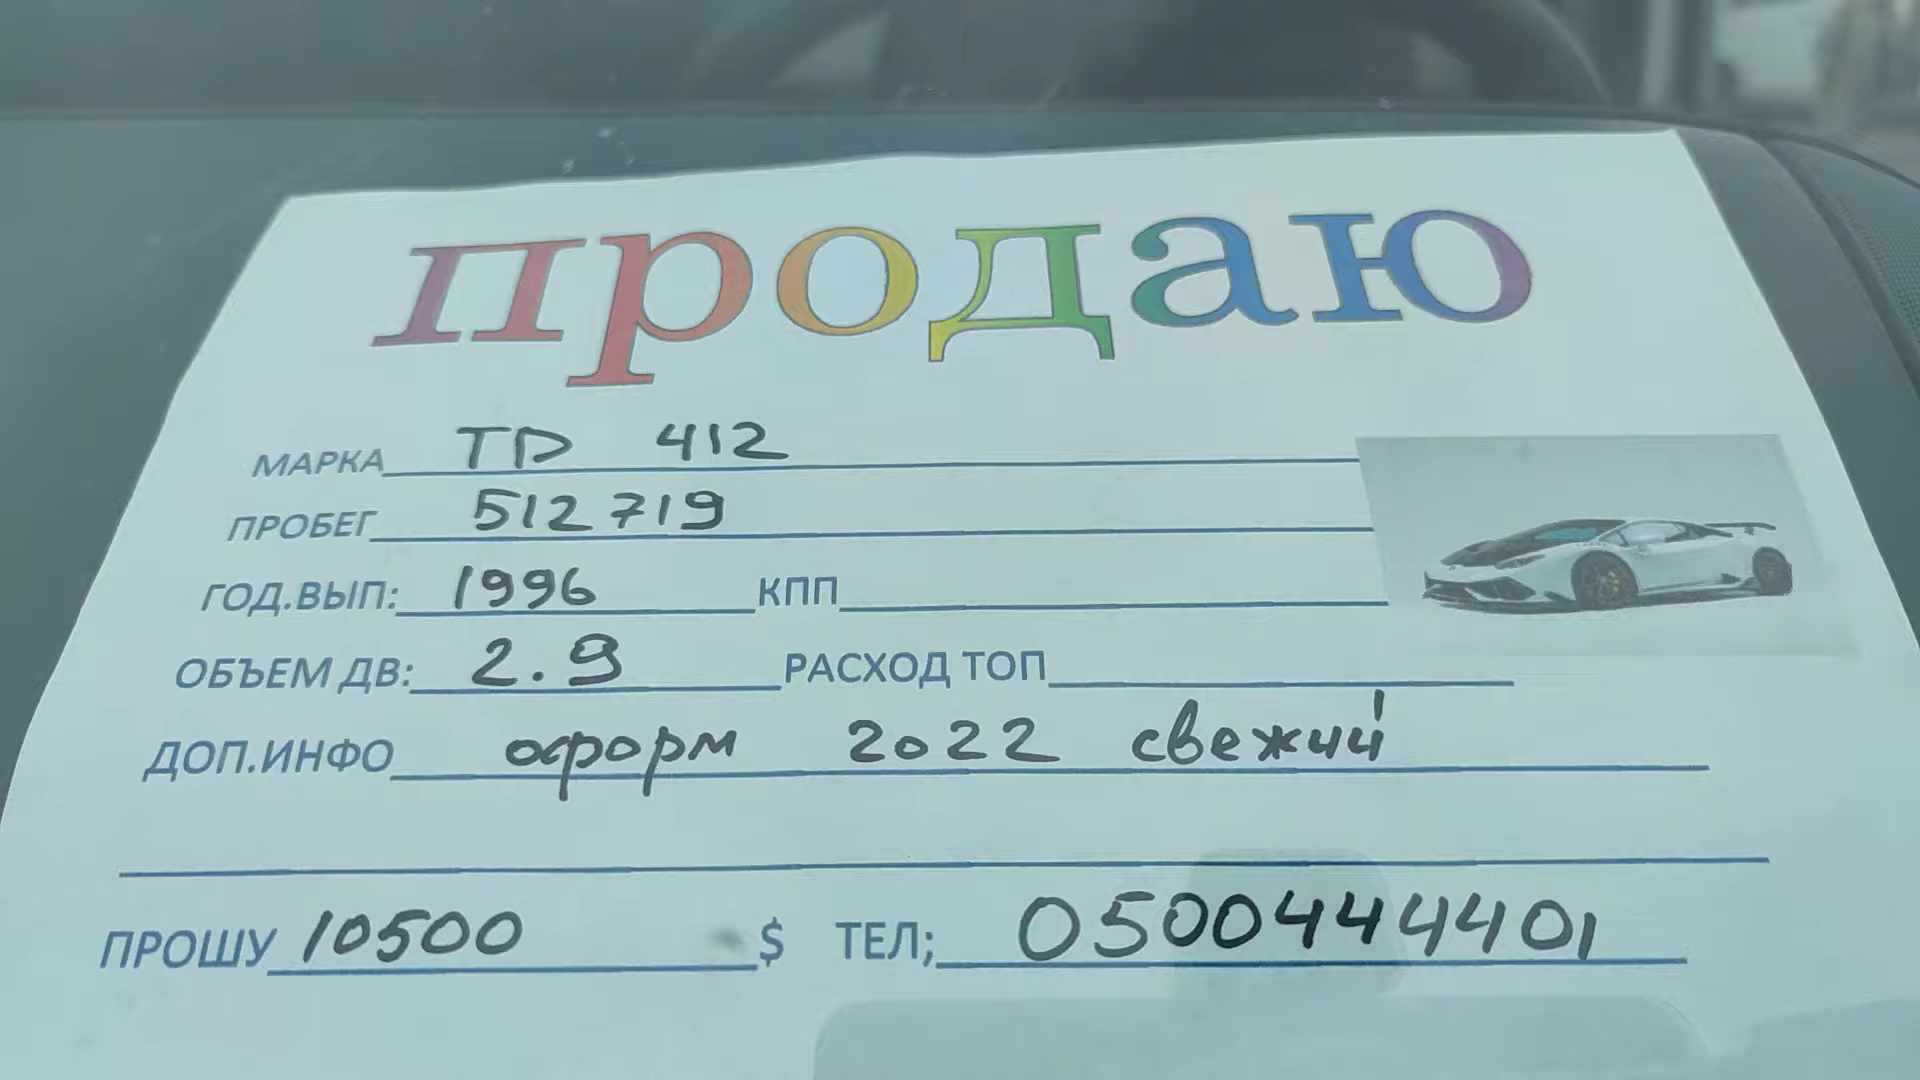 продаю
МАРКА TD 412
ПРОБЕГ 512719
ГОД.ВЫП: 1996 КПП
ОБЪЕМ ДВ: 2.9 РАСХОД ТОП
ДОП.ИНФО оформ 2022 свежий
ПРОШУ 10500 $ ТЕЛ; 0500444401